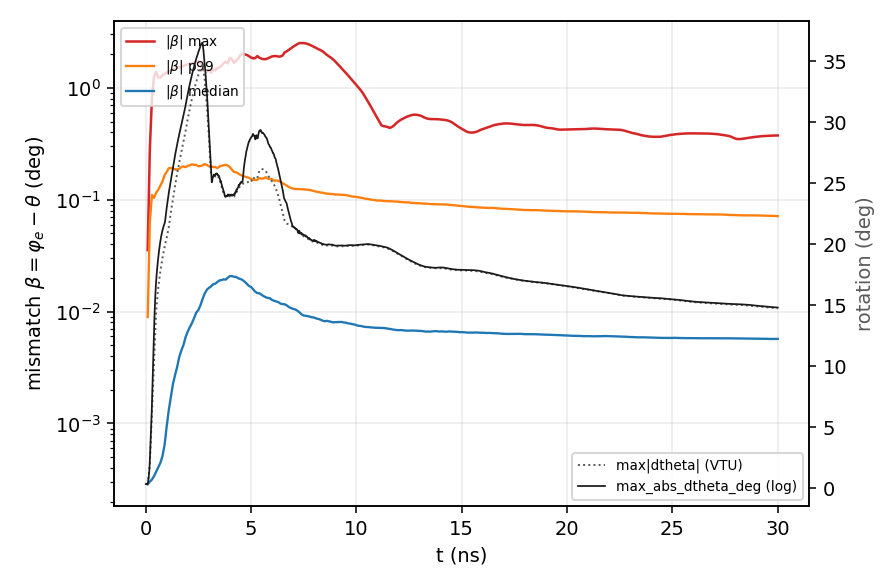 |β| max
|β| p99
|β| median
10⁰
10⁻¹
10⁻²
10⁻³
mismatch β = φₑ − θ (deg)
35
30
25
20
15
10
5
0
rotation (deg)
max|dtheta| (VTU)
max_abs_dtheta_deg (log)
0 5 10 15 20 25 30
t (ns)